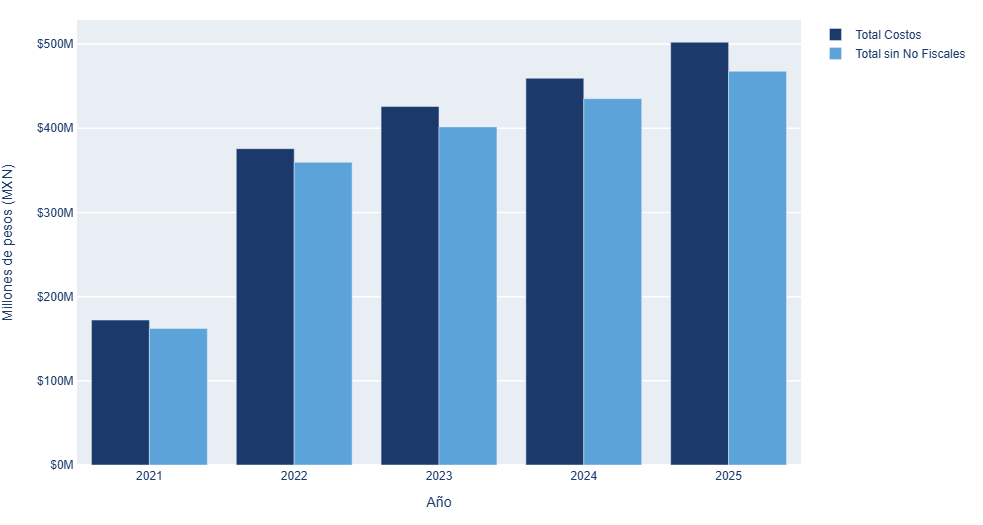 $500M
$400M
$300M
$200M
$100M
$0M
Millones de pesos (MXN)
2021
2022
2023
2024
2025
Año
Total Costos
Total sin No Fiscales